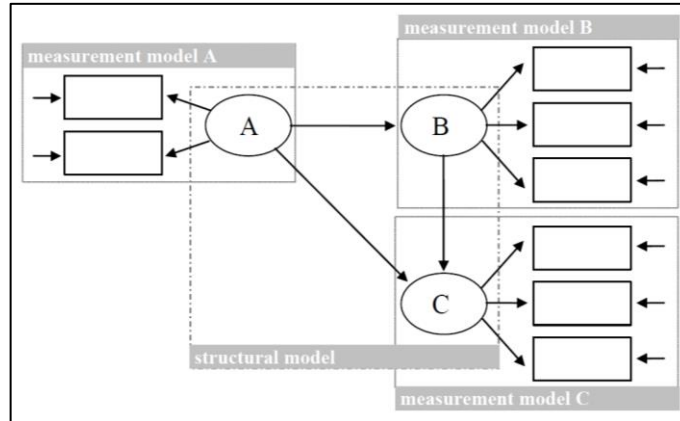 measurement model B
measurement model A
A
B
C
structural model
measurement model C